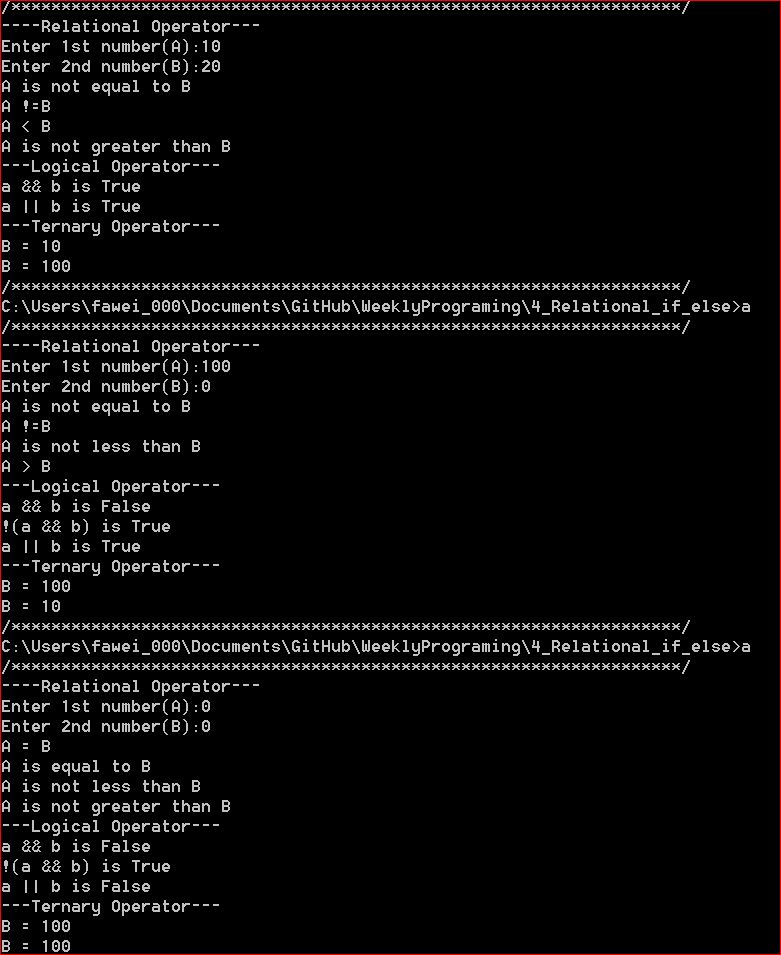 /*******************************************************************/
----Relational Operator---
Enter 1st number(A):10
Enter 2nd number(B):20
A is not equal to B
A !=B
A < B
A is not greater than B
---Logical Operator---
a && b is True
a || b is True
---Ternary Operator---
B = 10
B = 100
/*******************************************************************/
C:\Users\fawei_000\Documents\GitHub\WeeklyPrograming\4_Relational_if_else>a
/*******************************************************************/
----Relational Operator---
Enter 1st number(A):100
Enter 2nd number(B):0
A is not equal to B
A !=B
A is not less than B
A > B
---Logical Operator---
a && b is False
!(a && b) is True
a || b is True
---Ternary Operator---
B = 100
B = 10
/*******************************************************************/
C:\Users\fawei_000\Documents\GitHub\WeeklyPrograming\4_Relational_if_else>a
/*******************************************************************/
----Relational Operator---
Enter 1st number(A):0
Enter 2nd number(B):0
A = B
A is equal to B
A is not less than B
A is not greater than B
---Logical Operator---
a && b is False
!(a && b) is True
a || b is False
---Ternary Operator---
B = 100
B = 100